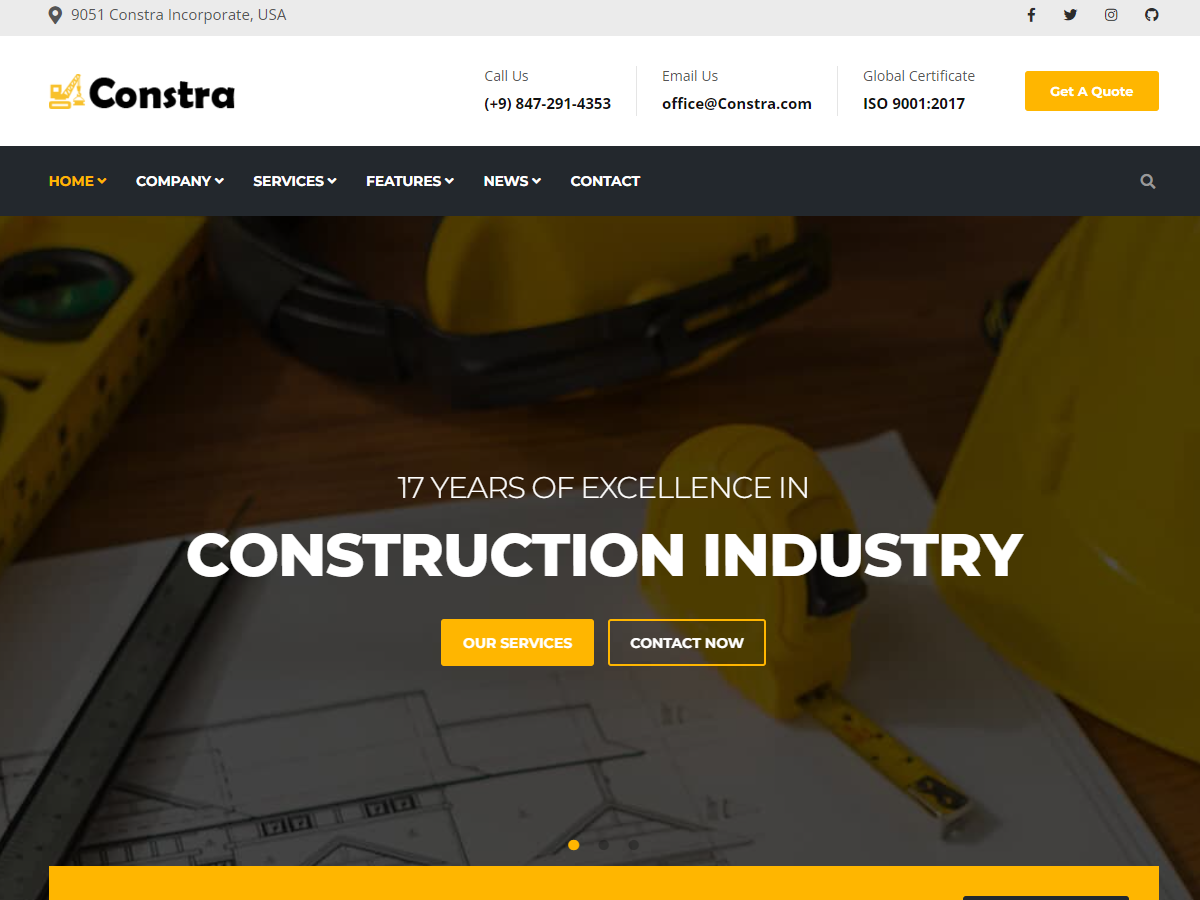 9051 Constra Incorporate, USA
Constra
Call Us
(+9) 847-291-4353
Email Us
office@Constra.com
Global Certificate
ISO 9001:2017
Get A Quote
HOME
COMPANY
SERVICES
FEATURES
NEWS
CONTACT
17 YEARS OF EXCELLENCE IN
CONSTRUCTION INDUSTRY
OUR SERVICES
CONTACT NOW